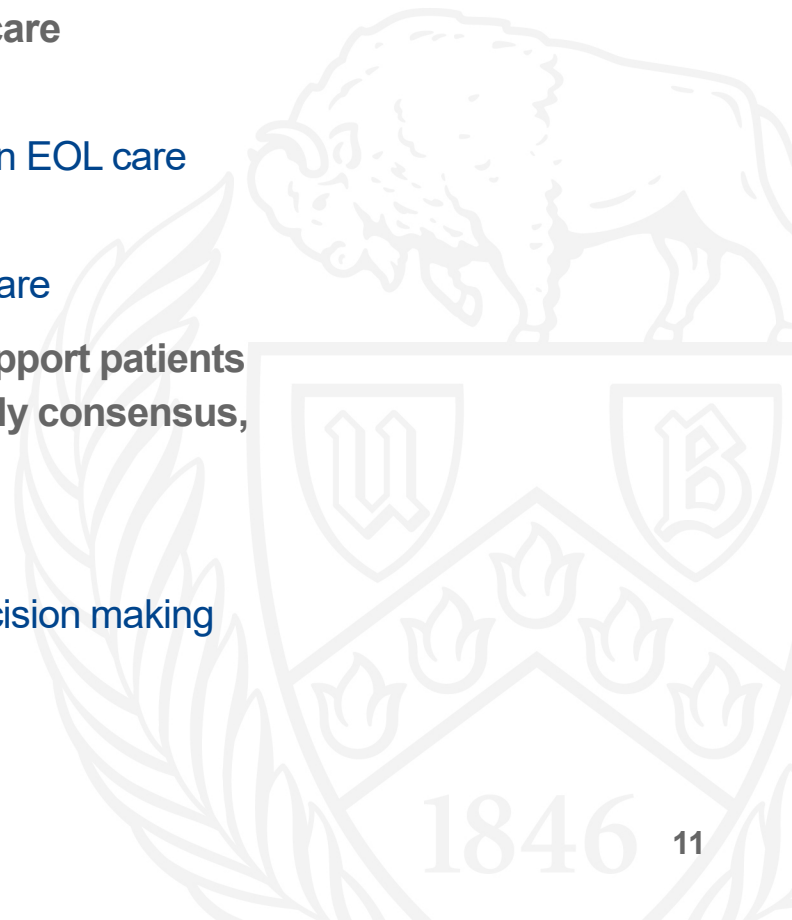 care
n EOL care
are
pport patients
ly consensus,
cision making
U B
1846
11